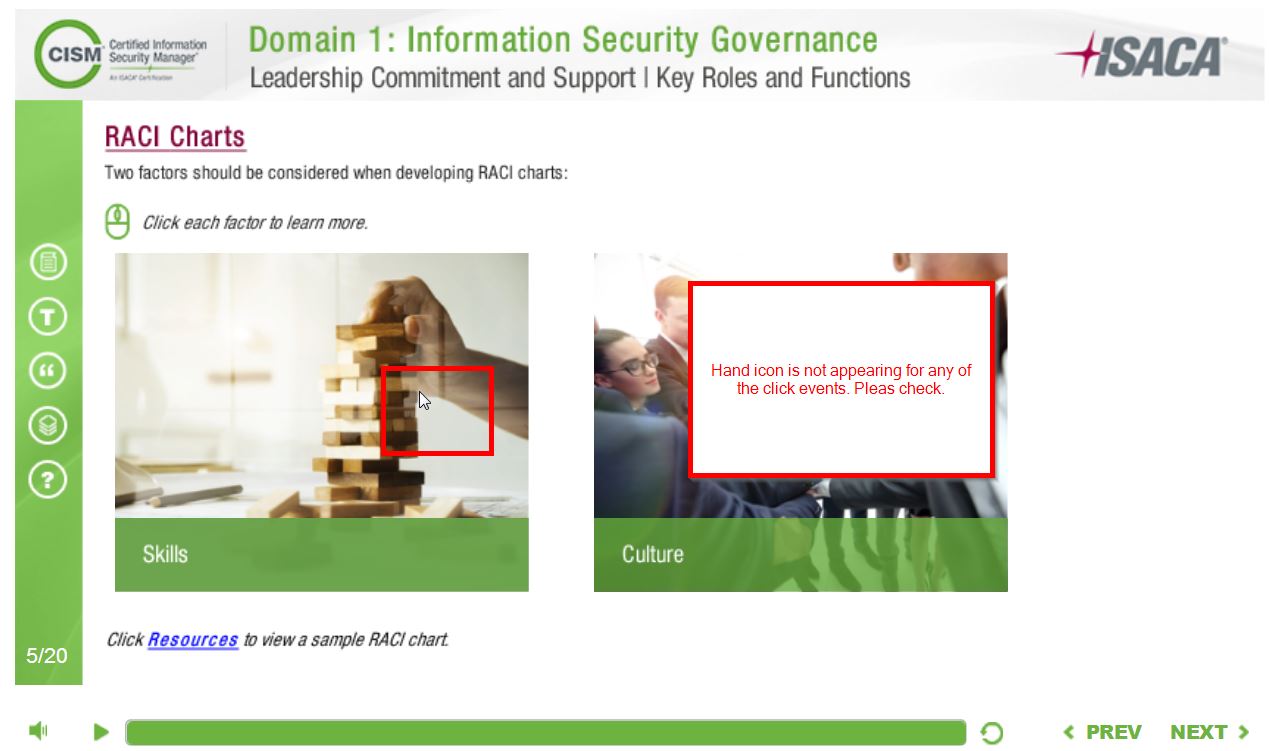 CISM
Certified Information
Security Manager®
An ISACA® Certification
Domain 1: Information Security Governance
Leadership Commitment and Support | Key Roles and Functions
ISACA®
RACI Charts
Two factors should be considered when developing RACI charts:
Click each factor to learn more.
T
“
?
Hand icon is not appearing for any of
the click events. Pleas check.
Skills
Culture
Click Resources to view a sample RACI chart.
5/20
PREV
NEXT